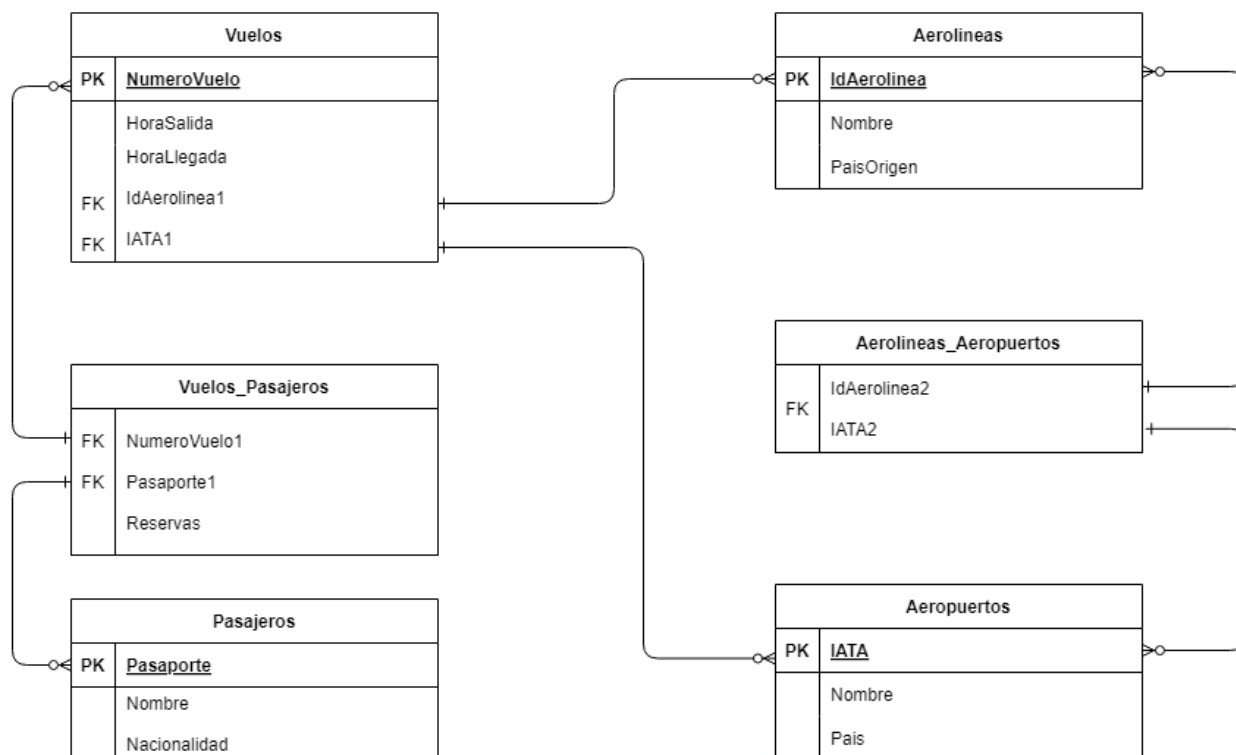 Vuelos
PK NumeroVuelo
HoraSalida
HoraLlegada
FK IdAerolinea1
FK IATA1
Aerolineas
PK IdAerolinea
Nombre
PaisOrigen
Vuelos_Pasajeros
FK NumeroVuelo1
FK Pasaporte1
Reservas
Aerolineas_Aeropuertos
IdAerolinea2
FK
IATA2
Pasajeros
PK Pasaporte
Nombre
Nacionalidad
Aeropuertos
PK IATA
Nombre
Pais